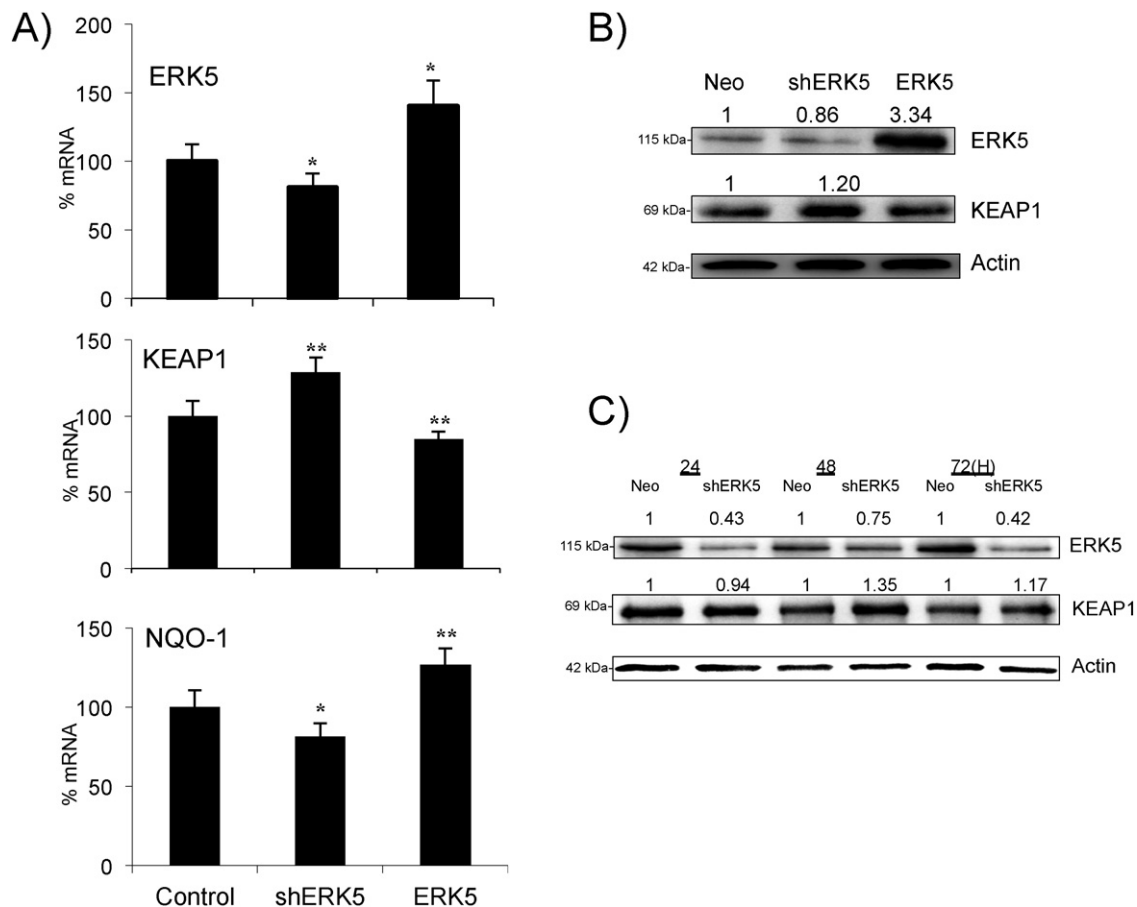 A)
200
150
100
50
0
% mRNA
ERK5
*
*
150
100
50
0
% mRNA
KEAP1
**
**
150
100
50
0
% mRNA
NQO-1
*
**
Control shERK5 ERK5
B)
Neo shERK5 ERK5
1 0.86 3.34
115 kDa- ERK5
1 1.20
69 kDa- KEAP1
42 kDa- Actin
C)
24 48 72(H)
Neo shERK5 Neo shERK5 Neo shERK5
1 0.43 1 0.75 1 0.42
115 kDa- ERK5
1 0.94 1 1.35 1 1.17
69 kDa- KEAP1
42 kDa- Actin